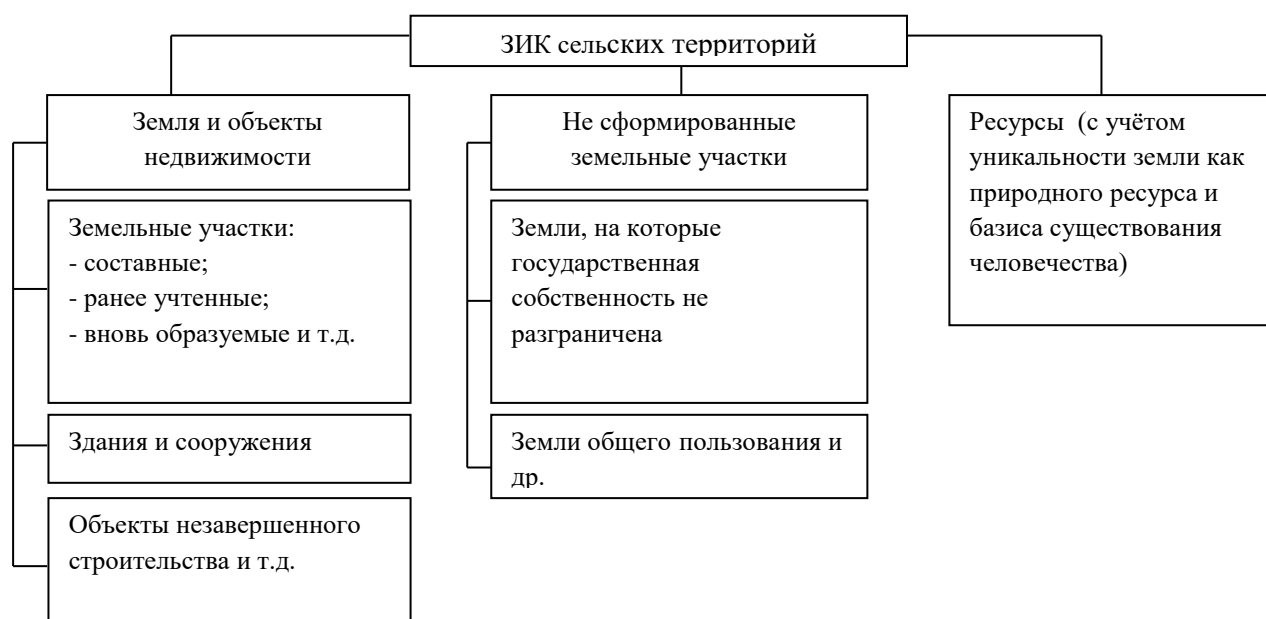 ЗИК сельских территорий
Земля и объекты
недвижимости
Земельные участки:
- составные;
- ранее учтенные;
- вновь образуемые и т.д.
Здания и сооружения
Объекты незавершенного
строительства и т.д.
Не сформированные
земельные участки
Земли, на которые
государственная
собственность не
разграничена
Земли общего пользования и
др.
Ресурсы (с учётом
уникальности земли как
природного ресурса и
базиса существования
человечества)